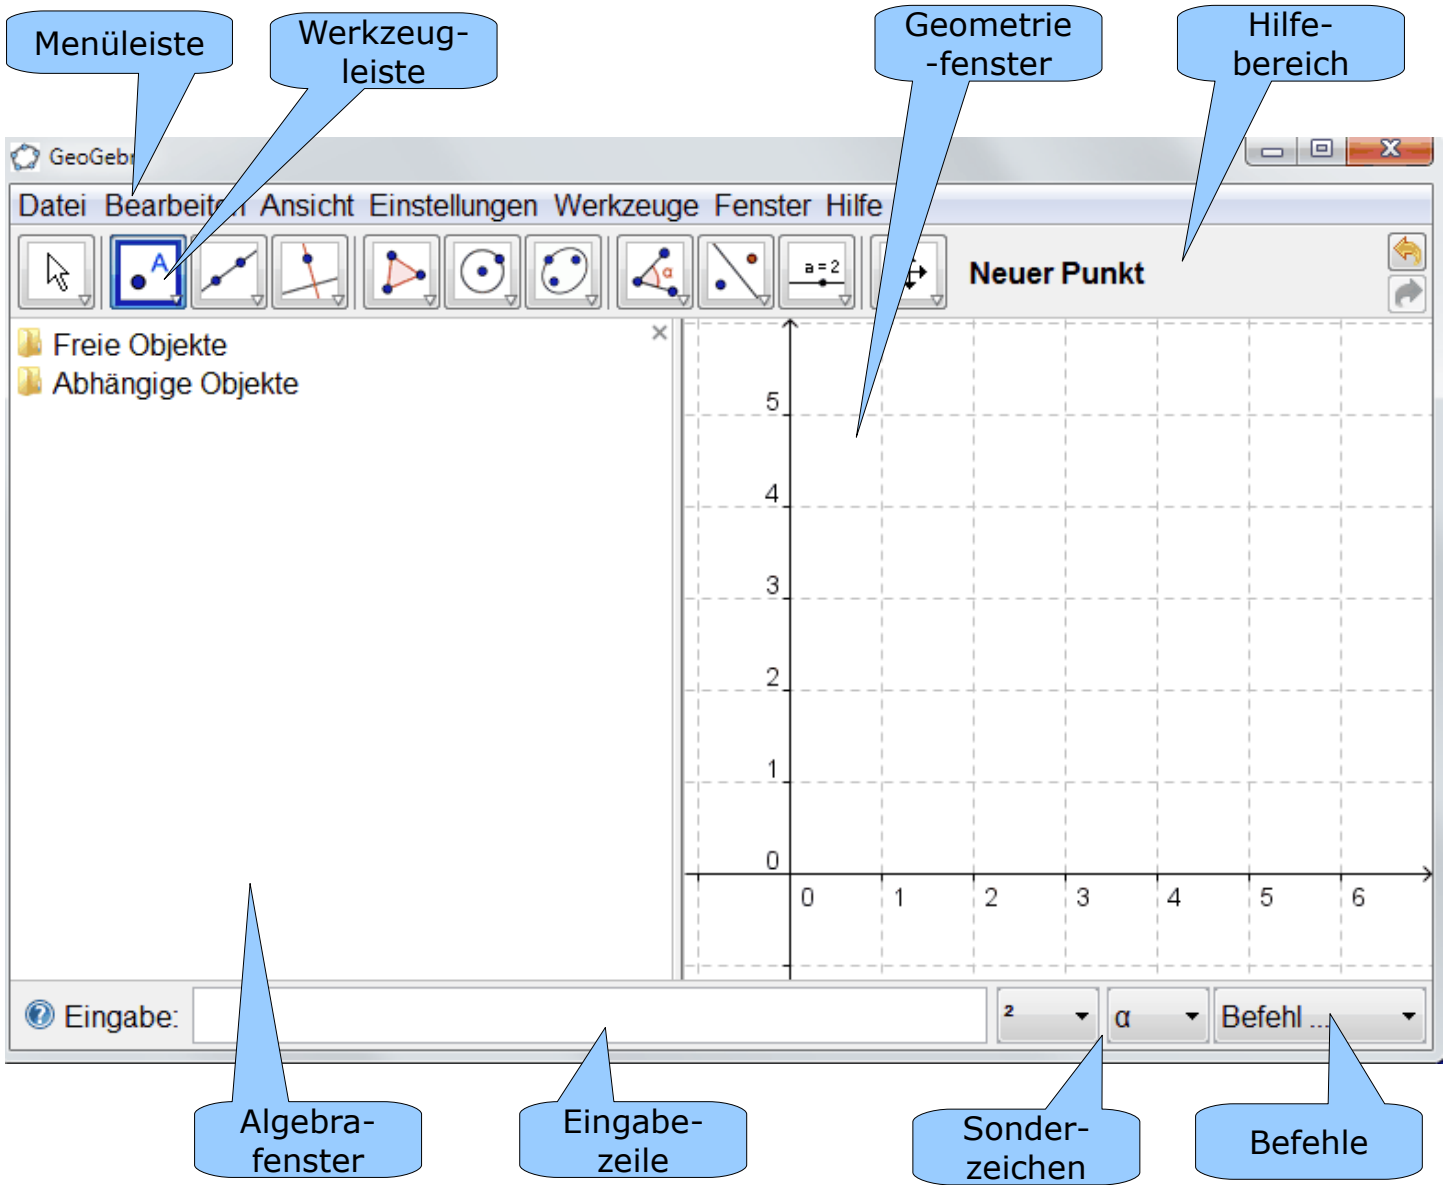 Menüleiste
Werkzeug-
leiste
Geometrie
-fenster
Hilfe-
bereich
GeoGebr
Datei Bearbeiten Ansicht Einstellungen Werkzeuge Fenster Hilfe
A
α
a=2
Neuer Punkt
Freie Objekte
Abhängige Objekte
5
4
3
2
1
0
0 1 2 3 4 5 6
Eingabe: ² α Befehl ...
Algebra-
fenster
Eingabe-
zeile
Sonder-
zeichen
Befehle